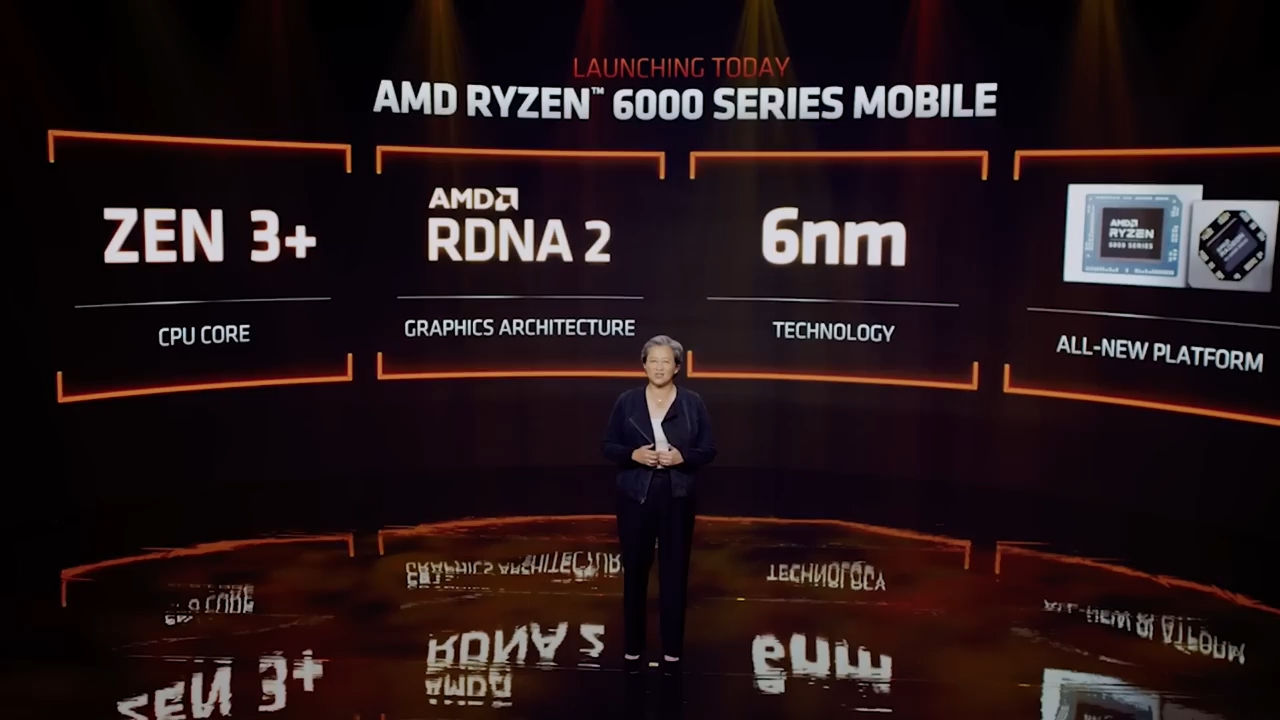 LAUNCHING TODAY
AMD RYZEN™ 6000 SERIES MOBILE
ZEN 3+
CPU CORE
AMD
RDNA 2
GRAPHICS ARCHITECTURE
6nm
TECHNOLOGY
AMD
RYZEN
6000 SERIES
ALL-NEW PLATFORM